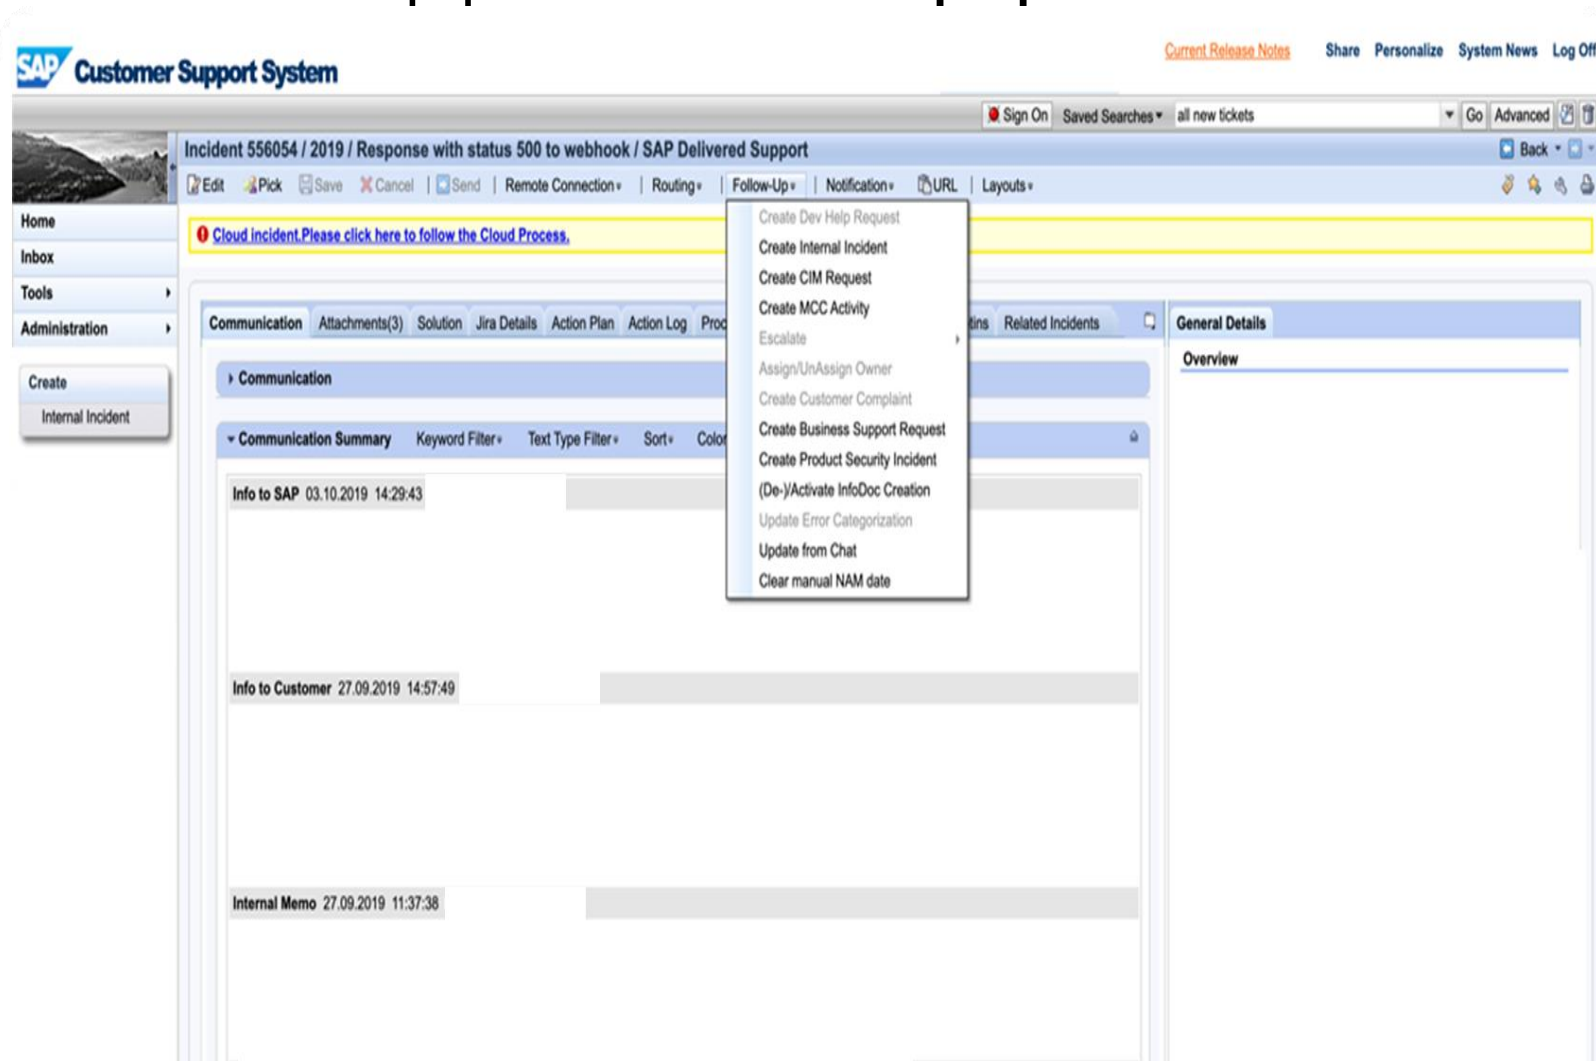 SAP Customer Support System
Current Release Notes Share Personalize System News Log Off
Sign On Saved Searches all new tickets Go Advanced
Incident 556054 / 2019 / Response with status 500 to webhook / SAP Delivered Support Back
Edit Pick Save Cancel | Send | Remote Connection | Routing | Follow-Up | Notification URL | Layouts
Home
Inbox
Tools
Administration
Create
Internal Incident
Cloud incident.Please click here to follow the Cloud Process.
Create Dev Help Request
Create Internal Incident
Create CIM Request
Create MCC Activity
Escalate
Assign/UnAssign Owner
Create Customer Complaint
Create Business Support Request
Create Product Security Incident
(De-)/Activate InfoDoc Creation
Update Error Categorization
Update from Chat
Clear manual NAM date
Communication Attachments(3) Solution Jira Details Action Plan Action Log Related Incidents
Communication
Communication Summary Keyword Filter Text Type Filter Sort
Info to SAP 03.10.2019 14:29:43
Info to Customer 27.09.2019 14:57:49
Internal Memo 27.09.2019 11:37:38
General Details
Overview